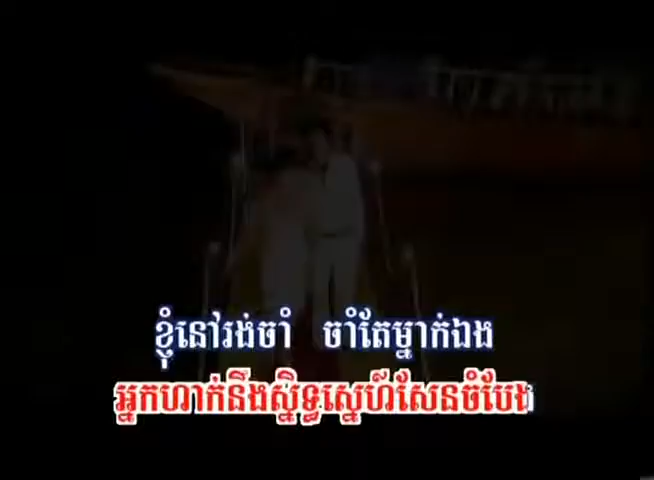 ខ្ញុំនៅរង់ចាំ ចាំតែម្នាក់ឯង
អ្នកហាក់នឹងស្និទ្ធស្នេហ៍សែនចំបែង